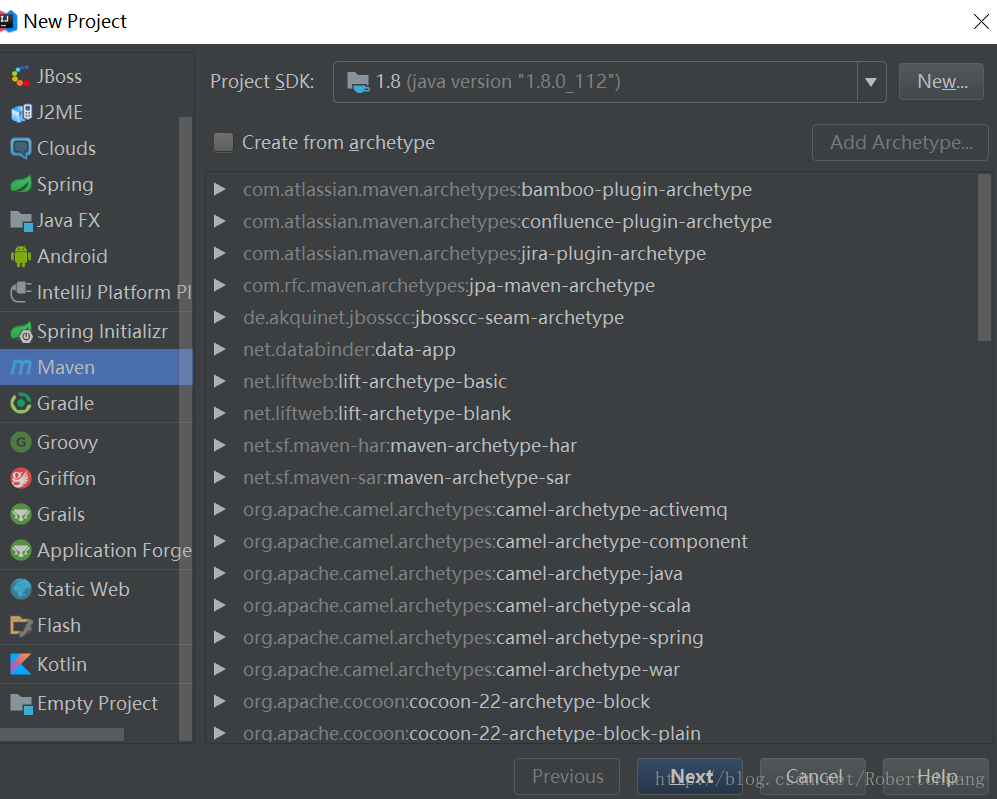 New Project
JBoss
J2ME
Clouds
Spring
Java FX
Android
IntelliJ Platform Pl
Spring Initializr
Maven
Gradle
Groovy
Griffon
Grails
Application Forge
Static Web
Flash
Kotlin
Empty Project
Project SDK: 1.8 (java version "1.8.0_112") New...
Create from archetype Add Archetype...
com.atlassian.maven.archetypes:bamboo-plugin-archetype
com.atlassian.maven.archetypes:confluence-plugin-archetype
com.atlassian.maven.archetypes:jira-plugin-archetype
com.rfc.maven.archetypes:jpa-maven-archetype
de.akquinet.jbosscc:jbosscc-seam-archetype
net.databinder:data-app
net.liftweb:lift-archetype-basic
net.liftweb:lift-archetype-blank
net.sf.maven-har:maven-archetype-har
net.sf.maven-sar:maven-archetype-sar
org.apache.camel.archetypes:camel-archetype-activemq
org.apache.camel.archetypes:camel-archetype-component
org.apache.camel.archetypes:camel-archetype-java
org.apache.camel.archetypes:camel-archetype-scala
org.apache.camel.archetypes:camel-archetype-spring
org.apache.camel.archetypes:camel-archetype-war
org.apache.cocoon:cocoon-22-archetype-block
org.apache.cocoon:cocoon-22-archetype-block-plain
Previous Next Cancel Help